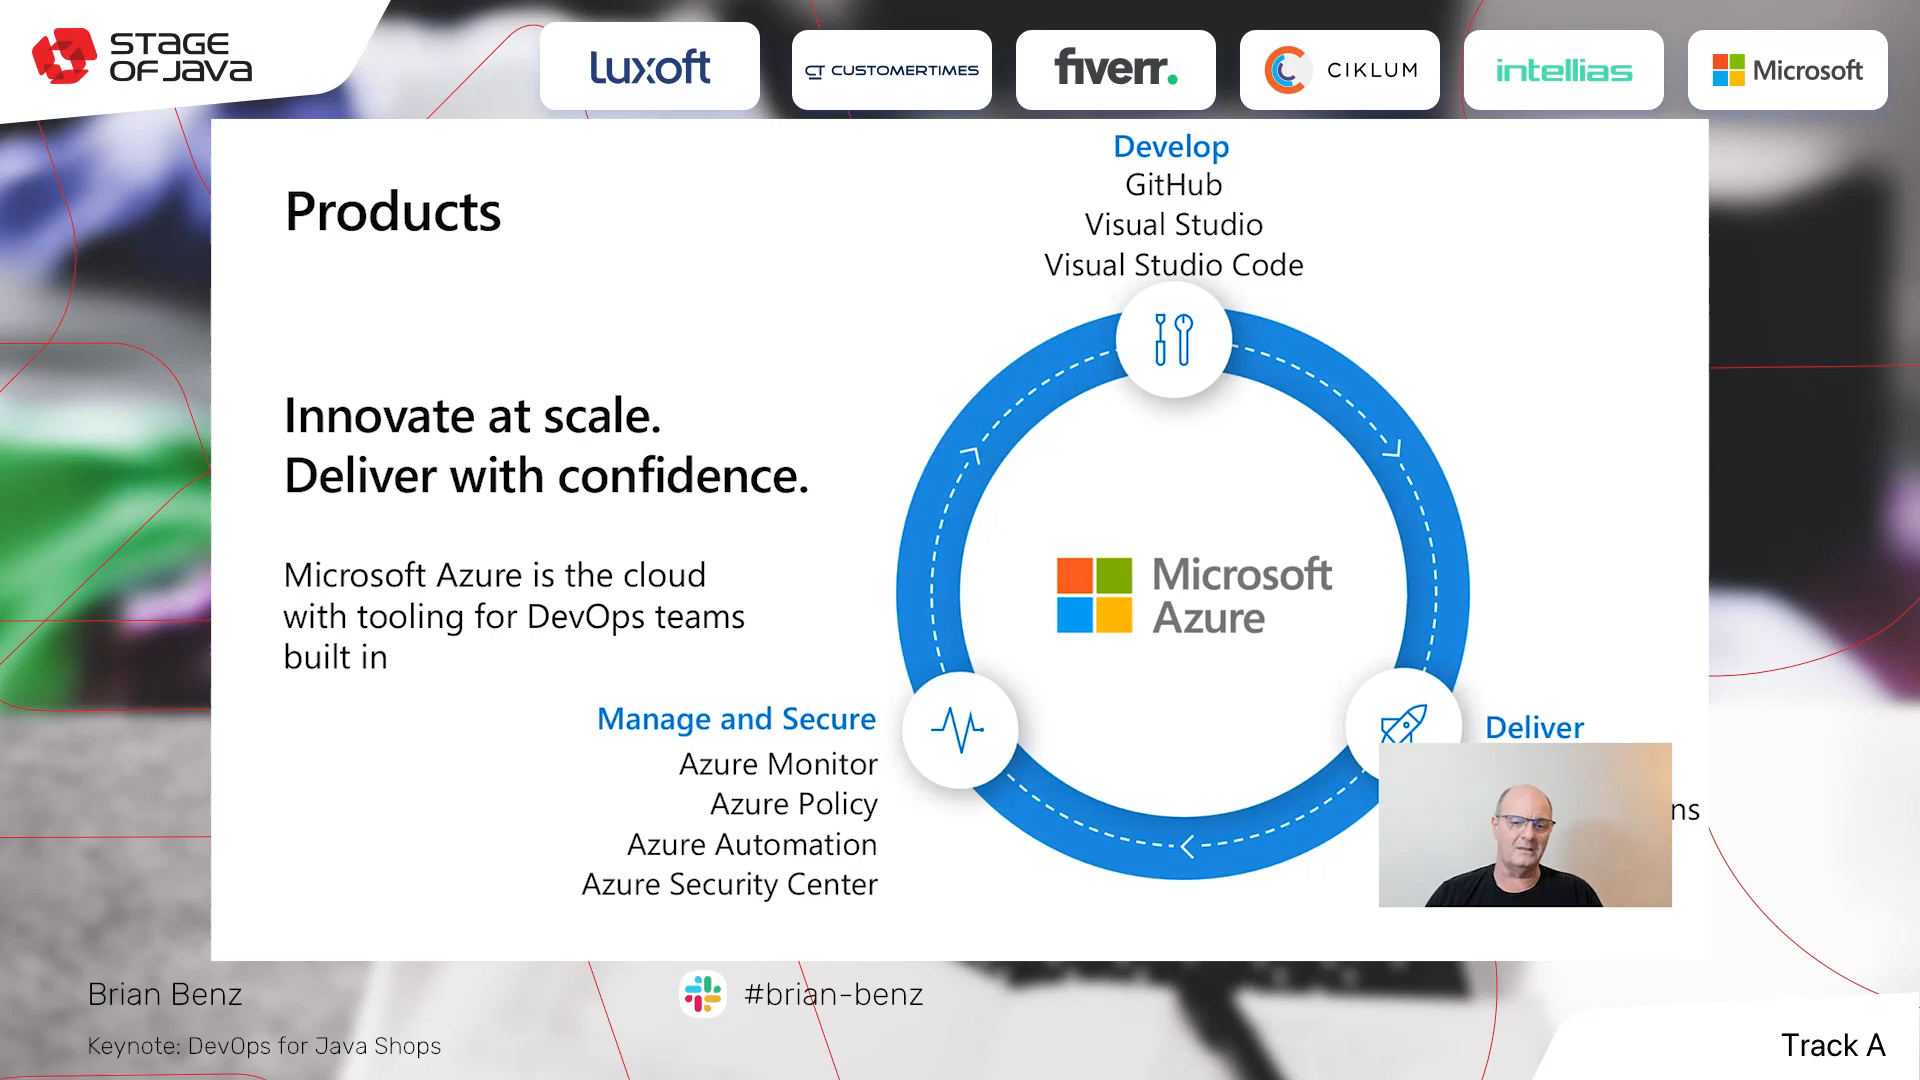 STAGE
OF JAVA
luxoft
CT CUSTOMERTIMES
fiverr.
CIKLUM
intellias
Microsoft
Products
Develop
GitHub
Visual Studio
Visual Studio Code
Innovate at scale.
Deliver with confidence.
Microsoft Azure is the cloud
with tooling for DevOps teams
built in
Microsoft
Azure
Manage and Secure
Azure Monitor
Azure Policy
Azure Automation
Azure Security Center
Deliver
Brian Benz
#brian-benz
Keynote: DevOps for Java Shops
Track A